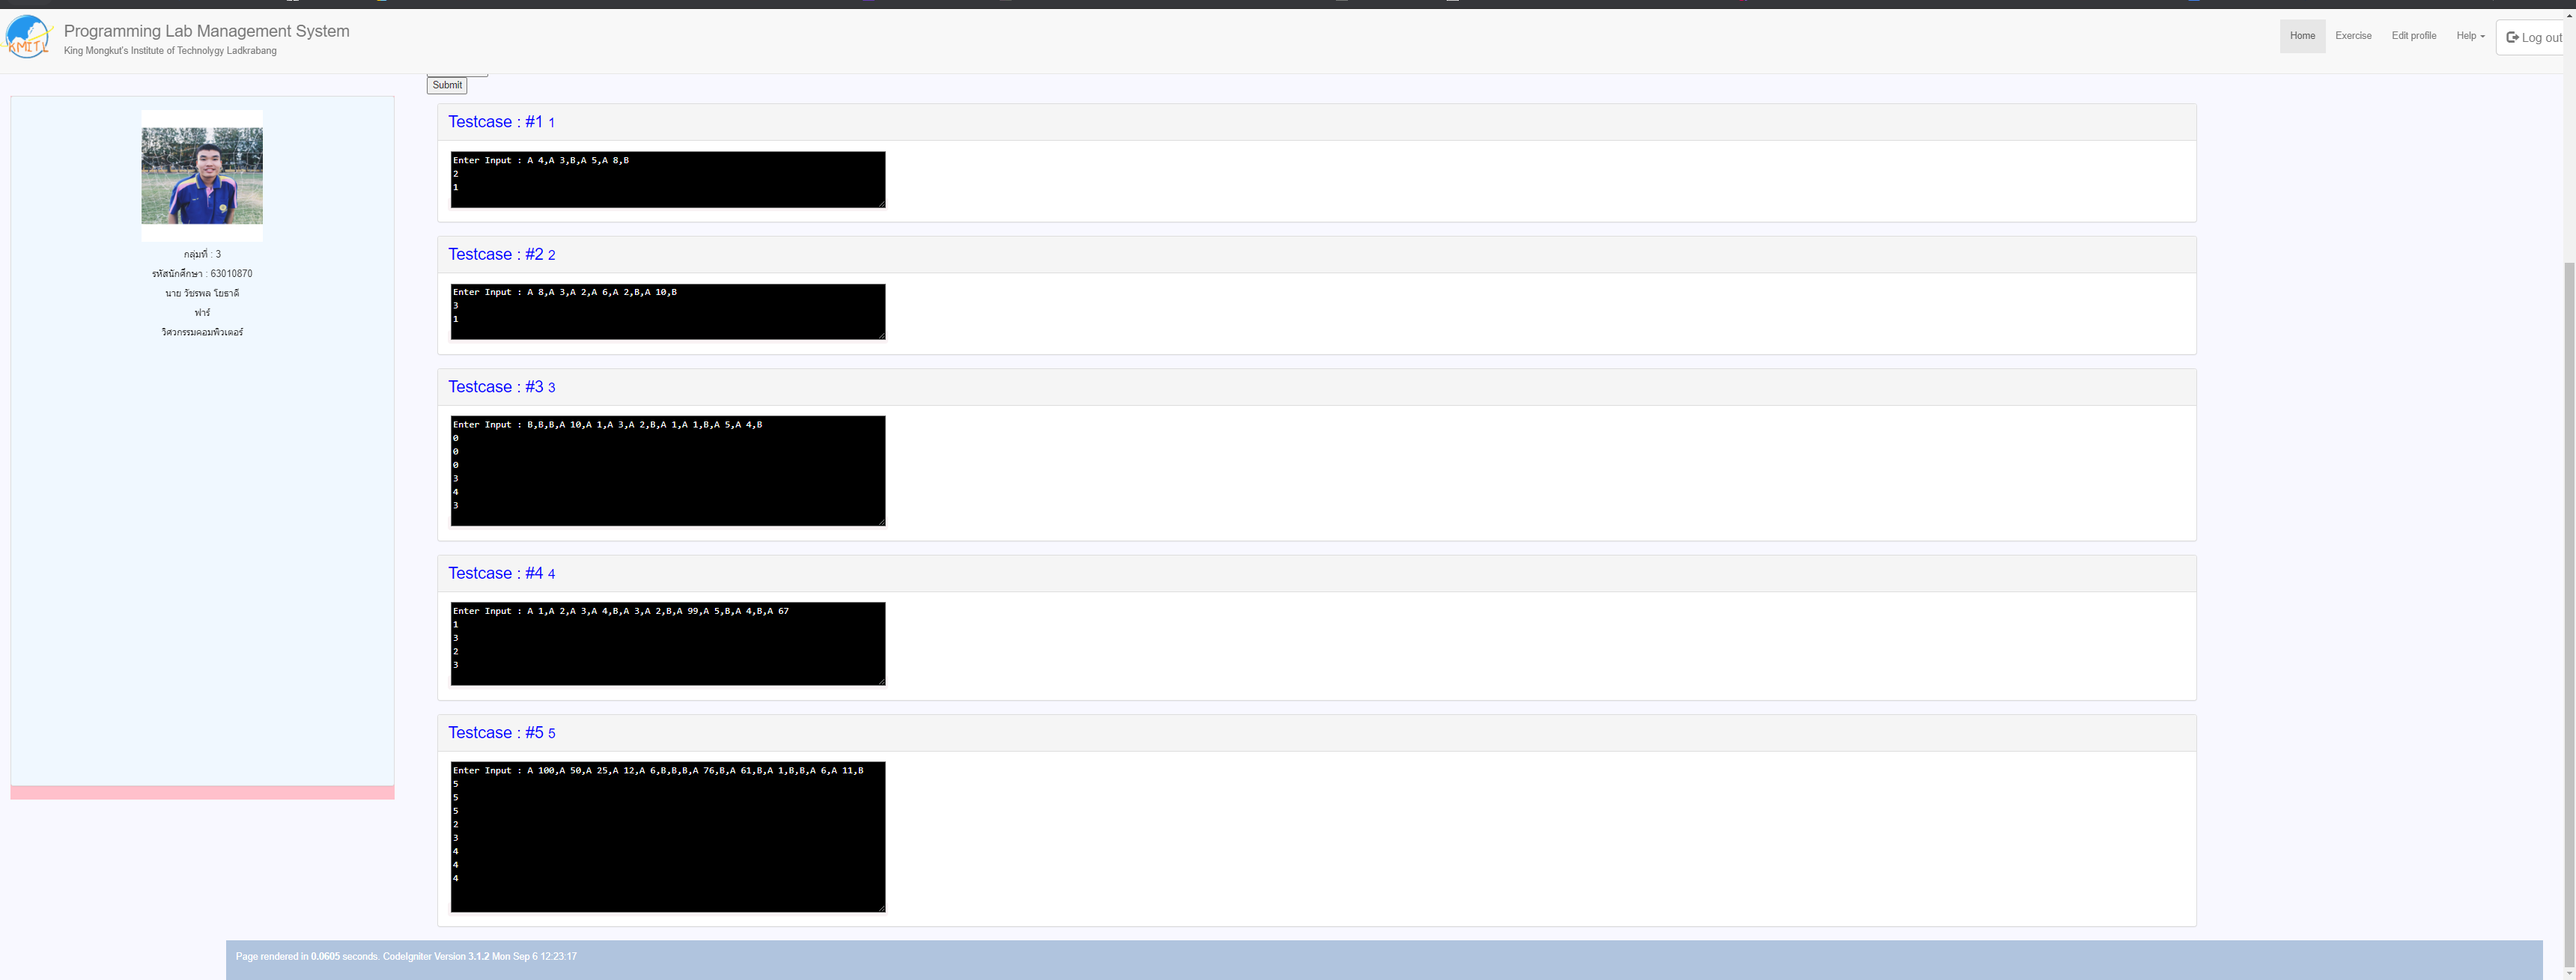 KMITL
Programming Lab Management System
King Mongkut's Institute of Technolygy Ladkrabang
Home
Exercise
Edit profile
Help
Log out
กลุ่มที่ : 3
รหัสนักศึกษา : 63010870
นาย วัชรพล โยธาดี
ฟาร์
วิศวกรรมคอมพิวเตอร์
Submit
Testcase : #1 1
Enter Input : A 4,A 3,B,A 5,A 8,B
2
1
Testcase : #2 2
Enter Input : A 8,A 3,A 2,A 6,A 2,B,A 10,B
3
1
Testcase : #3 3
Enter Input : B,B,B,A 10,A 1,A 3,A 2,B,A 1,A 1,B,A 5,A 4,B
0
0
0
3
4
3
Testcase : #4 4
Enter Input : A 1,A 2,A 3,A 4,B,A 3,A 2,B,A 99,A 5,B,A 4,B,A 67
1
3
2
3
Testcase : #5 5
Enter Input : A 100,A 50,A 25,A 12,A 6,B,B,B,A 76,B,A 61,B,A 1,B,B,A 6,A 11,B
5
5
5
2
3
4
4
4
Page rendered in 0.0605 seconds. CodeIgniter Version 3.1.2 Mon Sep 6 12:23:17